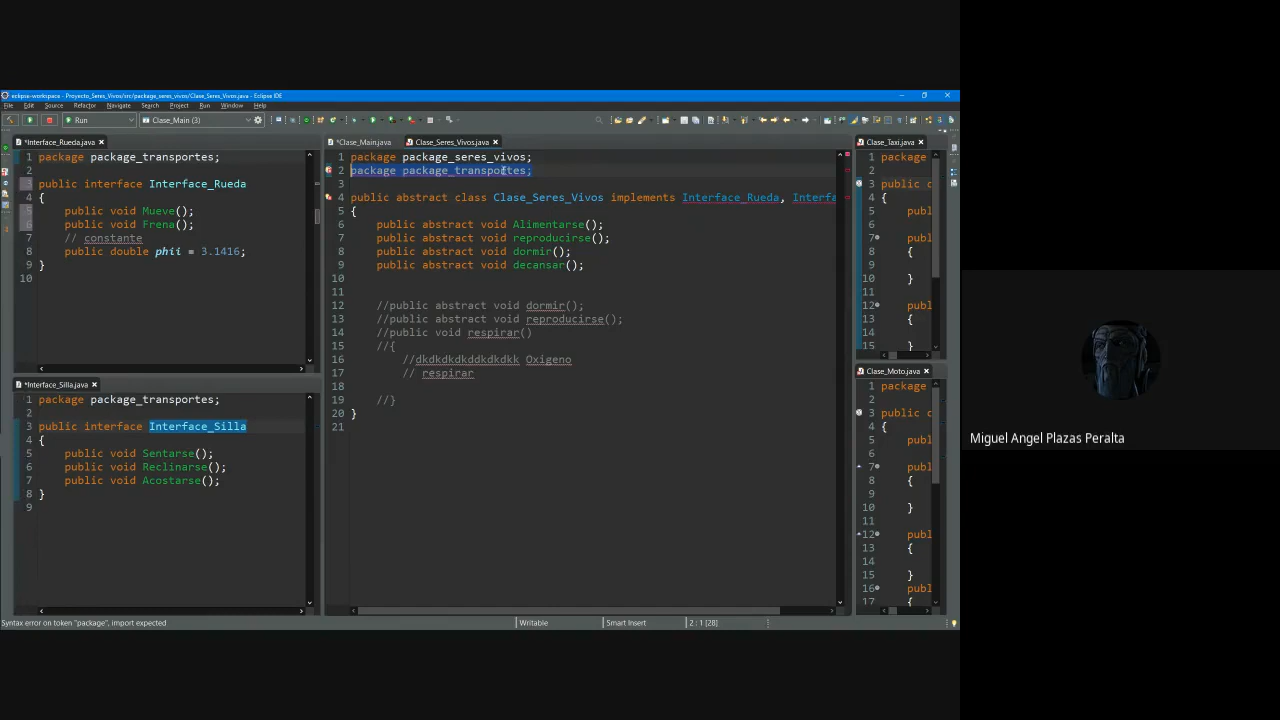 eclipse-workspace - Proyecto_Seres_Vivos/src/package_seres_vivos/Clase_Seres_Vivos.java - Eclipse IDE
File Edit Source Refactor Navigate Search Project Run Window Help
Run
Clase_Main (3)
*Interface_Rueda.java
1 package package_transportes;
2
3 public interface Interface_Rueda
4 {
5 public void Mueve();
6 public void Frena();
7 // constante
8 public double phii = 3.1416;
9 }
10
*Interface_Silla.java
1 package package_transportes;
2
3 public interface Interface_Silla
4 {
5 public void Sentarse();
6 public void Reclinarse();
7 public void Acostarse();
8 }
9
*Clase_Main.java
Clase_Seres_Vivos.java
1 package package_seres_vivos;
2 package package_transportes;
3
4 public abstract class Clase_Seres_Vivos implements Interface_Rueda, Interfa
5 {
6 public abstract void Alimentarse();
7 public abstract void reproducirse();
8 public abstract void dormir();
9 public abstract void decansar();
10
11
12 //public abstract void dormir();
13 //public abstract void reproducirse();
14 //public void respirar()
15 //{
16 //dkdkdkdkddkdkdkk Oxigeno
17 // respirar
18
19 //}
20 }
21
Clase_Taxi.java
1 package
2
3 public c
4 {
5 publ
6
7 publ
8 {
9
10 }
11
12 publ
13 {
14
15 }
Clase_Moto.java
1 package
2
3 public c
4 {
5 publ
6
7 publ
8 {
9
10 }
11
12 publ
13 {
14
15 }
16 publ
17 {
Syntax error on token "package", import expected
Writable
Smart Insert
2 : 1 [28]
Miguel Angel Plazas Peralta